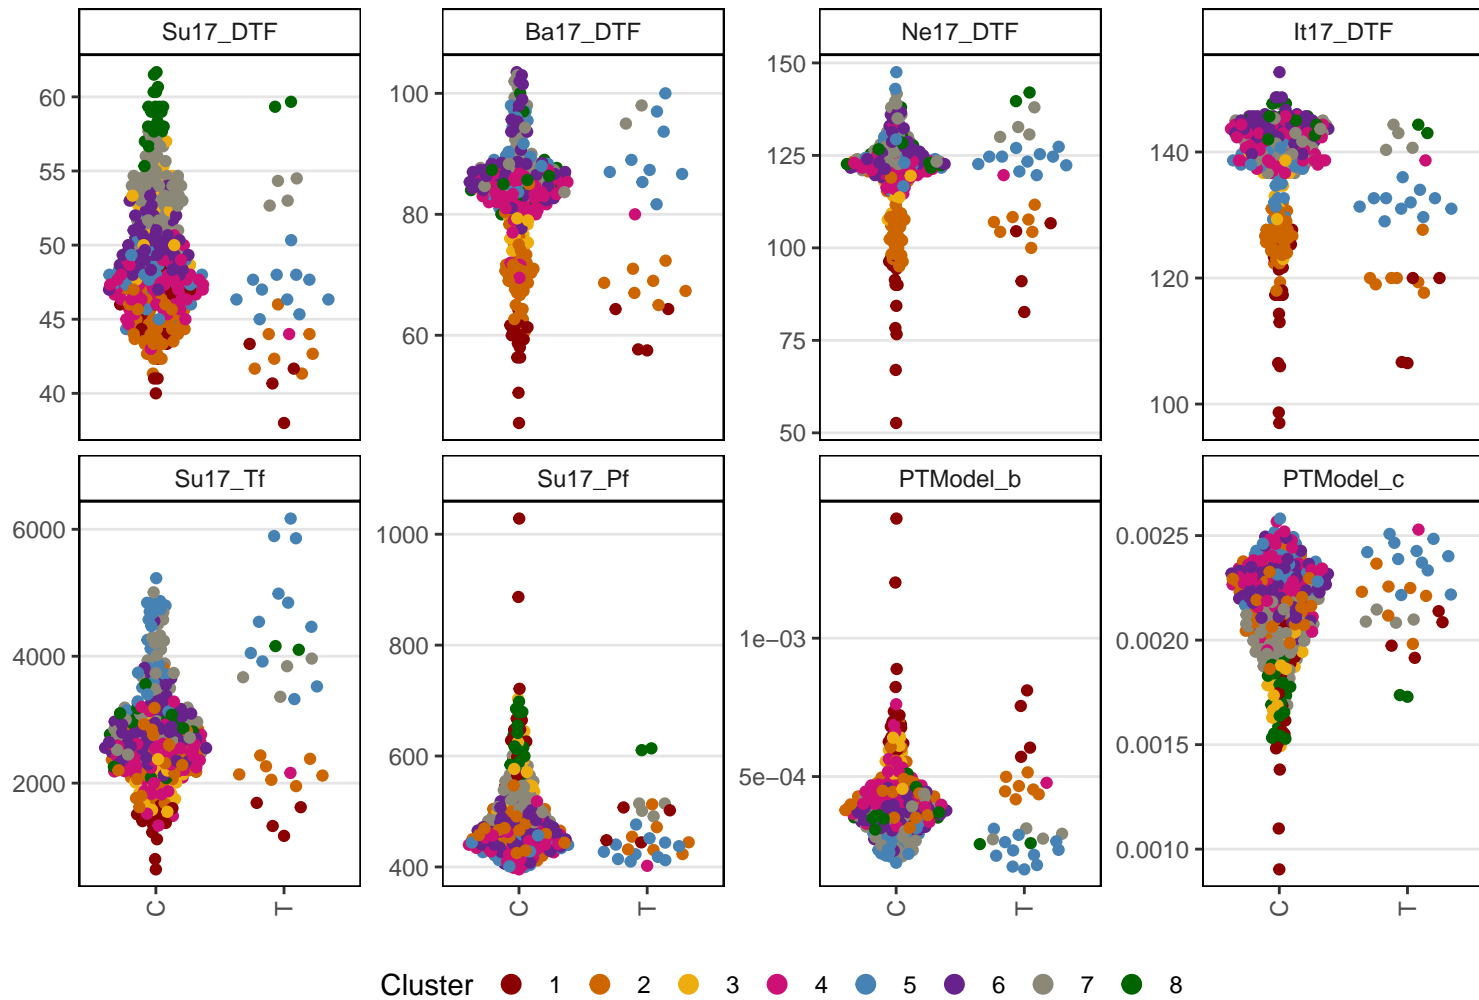 Su17_DTF Ba17_DTF Ne17_DTF It17_DTF
60 55 50 45 40
100 80 60
150 125 100 75 50
140 120 100
Su17_Tf Su17_Pf PTModel_b PTModel_c
6000 4000 2000
1000 800 600 400
1e−03 5e−04
0.0025 0.0020 0.0015 0.0010
C T C T C T C T
Cluster 1 2 3 4 5 6 7 8